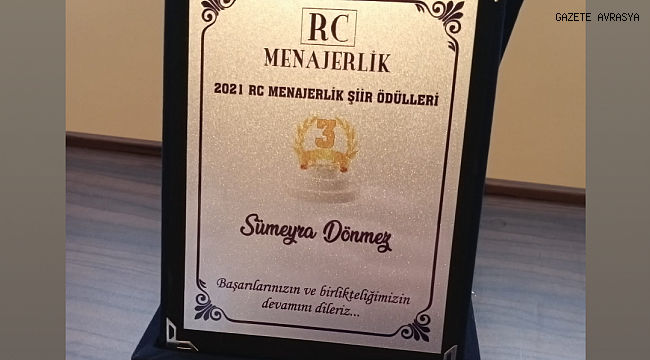 GAZETE AVRASYA
RC
MENAJERLİK
2021 RC MENAJERLİK ŞİİR ÖDÜLLERİ
3
Sümeyra Dönmez
Başarılarınızın ve birlikteliğimizin
devamını dileriz...